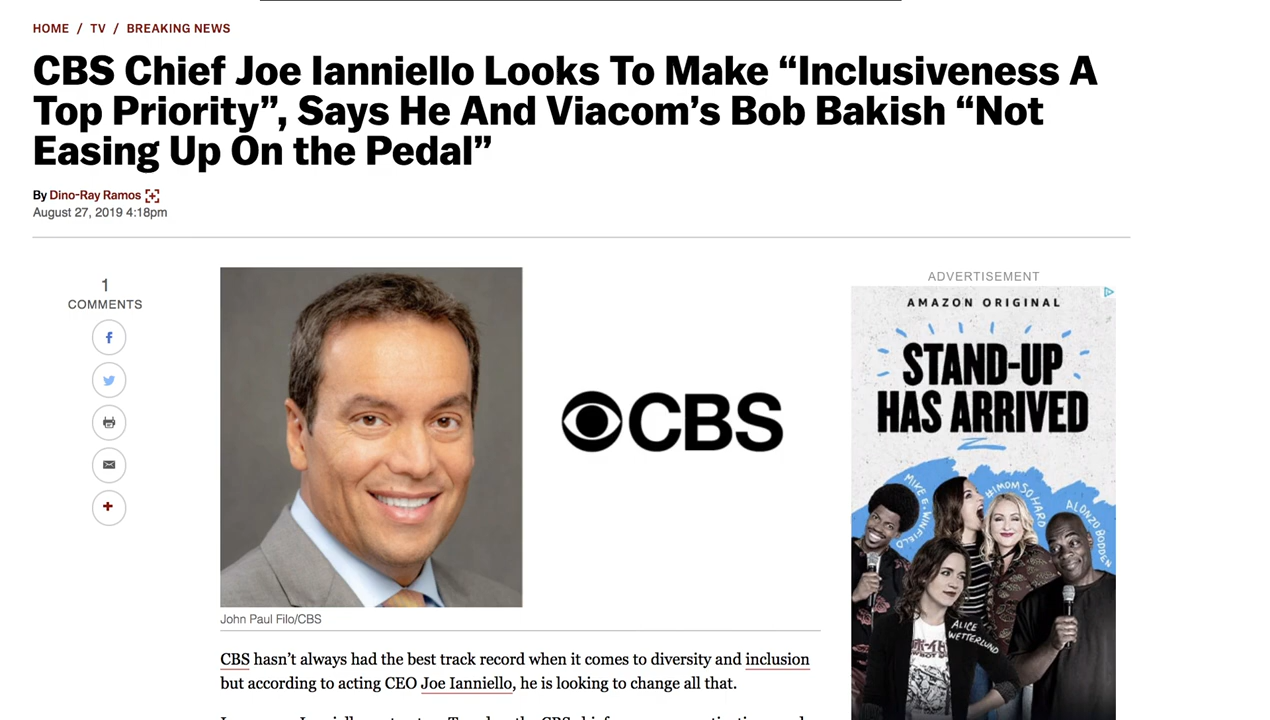 HOME / TV / BREAKING NEWS
CBS Chief Joe Ianniello Looks To Make “Inclusiveness A
Top Priority”, Says He And Viacom’s Bob Bakish “Not
Easing Up On the Pedal”
By Dino-Ray Ramos
August 27, 2019 4:18pm
1
COMMENTS
CBS
John Paul Filo/CBS
CBS hasn’t always had the best track record when it comes to diversity and inclusion
but according to acting CEO Joe Ianniello, he is looking to change all that.
ADVERTISEMENT
AMAZON ORIGINAL
STAND-UP
HAS ARRIVED
MIKE E. WINFIELD
#IMOMSOHARD
ALONZO BODDEN
ALICE
WETTERLUND